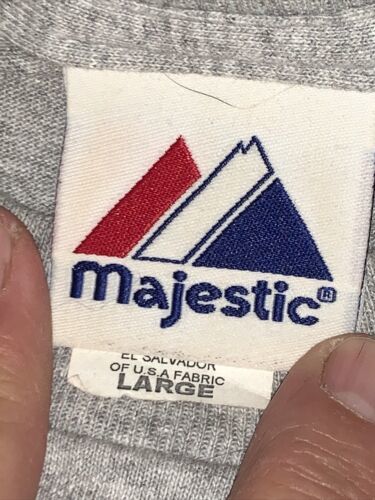 majestic®
EL SALVADOR
OF U.S.A FABRIC
LARGE